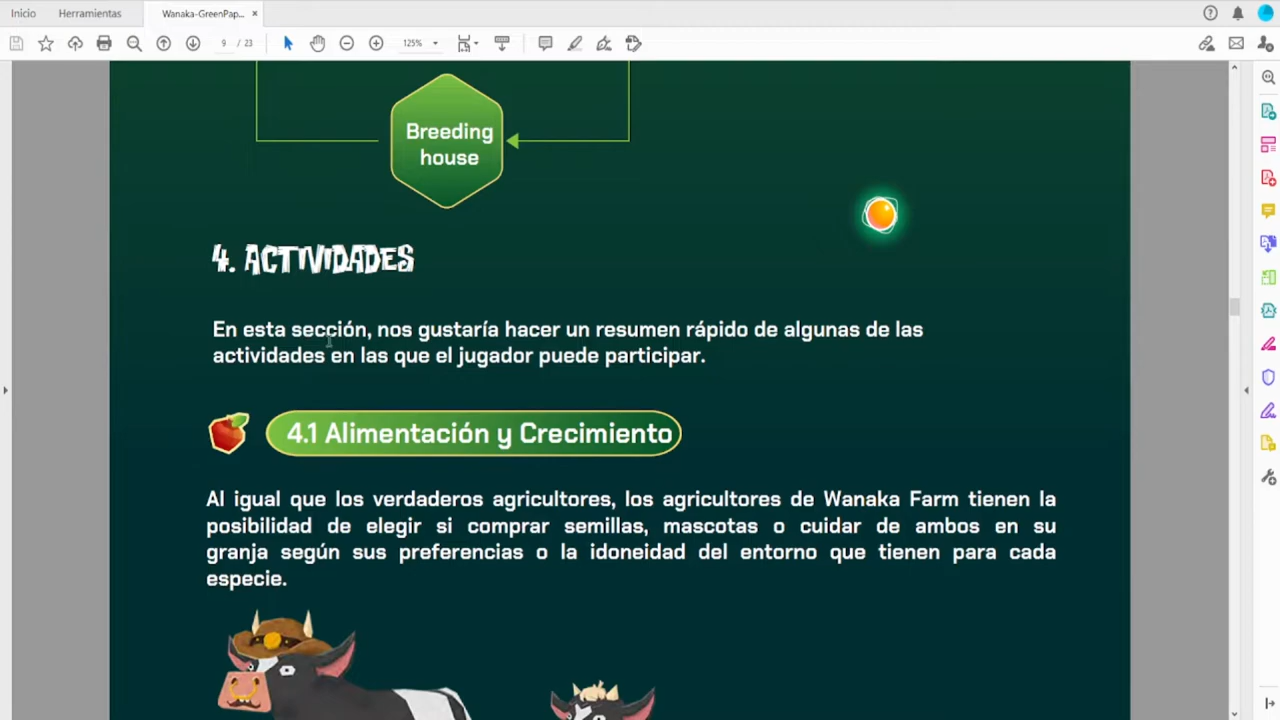 Inicio
Herramientas
Wanaka-GreenPap... ×
9 / 23
125%
Breeding
house
4. ACTIVIDADES
En esta sección, nos gustaría hacer un resumen rápido de algunas de las
actividades en las que el jugador puede participar.
4.1 Alimentación y Crecimiento
Al igual que los verdaderos agricultores, los agricultores de Wanaka Farm tienen la
posibilidad de elegir si comprar semillas, mascotas o cuidar de ambos en su
granja según sus preferencias o la idoneidad del entorno que tienen para cada
especie.